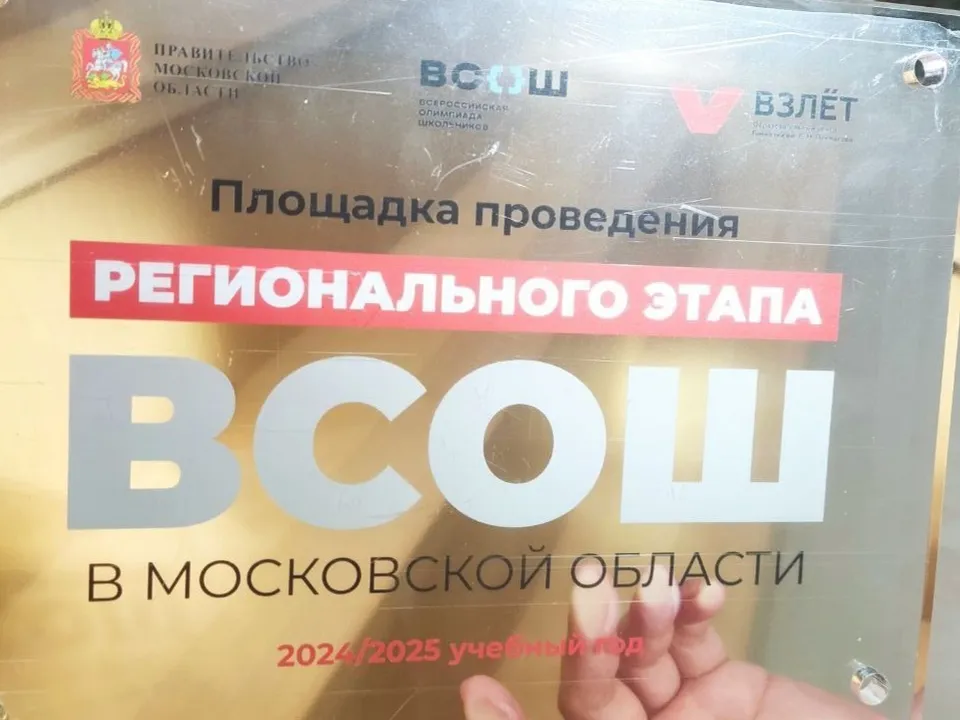 ПРАВИТЕЛЬСТВО
МОСКОВСКОЙ
ОБЛАСТИ
ВСОШ
ВСЕРОССИЙСКАЯ
ОЛИМПИАДА
ШКОЛЬНИКОВ
ВЗЛЁТ
Площадка проведения
РЕГИОНАЛЬНОГО ЭТАПА
ВСОШ
В МОСКОВСКОЙ ОБЛАСТИ
2024/2025 учебный год